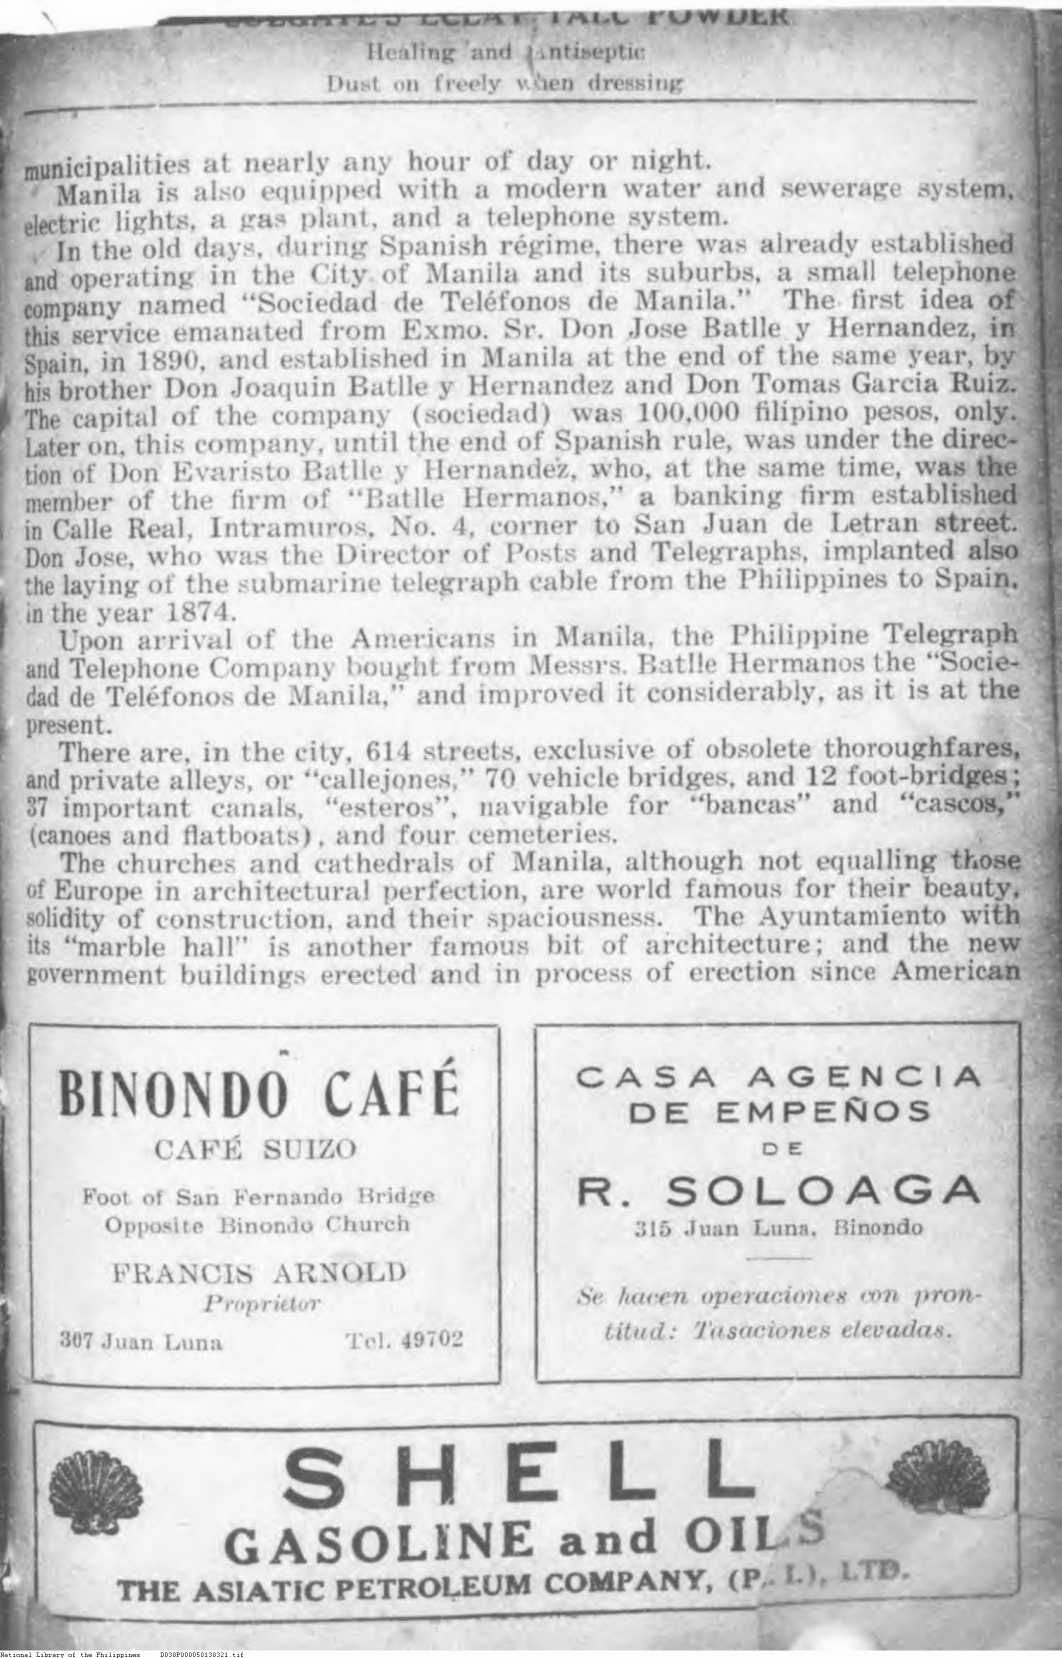 COLGATE'S ECLAT TALC POWDER
Healing and Antiseptic
Dust on freely when dressing
municipalities at nearly any hour of day or night.
Manila is also equipped with a modern water and sewerage system,
electric lights, a gas plant, and a telephone system.
In the old days, during Spanish régime, there was already established
and operating in the City of Manila and its suburbs, a small telephone
company named "Sociedad de Teléfonos de Manila." The first idea of
this service emanated from Exmo. Sr. Don Jose Batlle y Hernandez, in
Spain, in 1890, and established in Manila at the end of the same year, by
his brother Don Joaquin Batlle y Hernandez and Don Tomas Garcia Ruiz.
The capital of the company (sociedad) was 100,000 filipino pesos, only.
Later on, this company, until the end of Spanish rule, was under the direc-
tion of Don Evaristo Batlle y Hernandez, who, at the same time, was the
member of the firm of "Batlle Hermanos," a banking firm established
in Calle Real, Intramuros, No. 4, corner to San Juan de Letran street.
Don Jose, who was the Director of Posts and Telegraphs, implanted also
the laying of the submarine telegraph cable from the Philippines to Spain,
in the year 1874.
Upon arrival of the Americans in Manila, the Philippine Telegraph
and Telephone Company bought from Messrs. Batlle Hermanos the "Socie-
dad de Teléfonos de Manila," and improved it considerably, as it is at the
present.
There are, in the city, 614 streets, exclusive of obsolete thoroughfares,
and private alleys, or "callejones," 70 vehicle bridges, and 12 foot-bridges;
37 important canals, "esteros", navigable for "bancas" and "cascos,"
(canoes and flatboats), and four cemeteries.
The churches and cathedrals of Manila, although not equalling those
of Europe in architectural perfection, are world famous for their beauty,
solidity of construction, and their spaciousness. The Ayuntamiento with
its "marble hall" is another famous bit of architecture; and the new
government buildings erected and in process of erection since American
BINONDO CAFÉ
CAFÉ SUIZO
Foot of San Fernando Bridge
Opposite Binondo Church
FRANCIS ARNOLD
Proprietor
307 Juan Luna Tel. 49702
CASA AGENCIA
DE EMPEÑOS
DE
R. SOLOAGA
315 Juan Luna, Binondo
Se hacen operaciones con pron-
titud: Tasaciones elevadas.
SHELL
GASOLINE and OILS
THE ASIATIC PETROLEUM COMPANY, (P. I.), LTD.
National Library of the Philippines D030P000050130321.tif